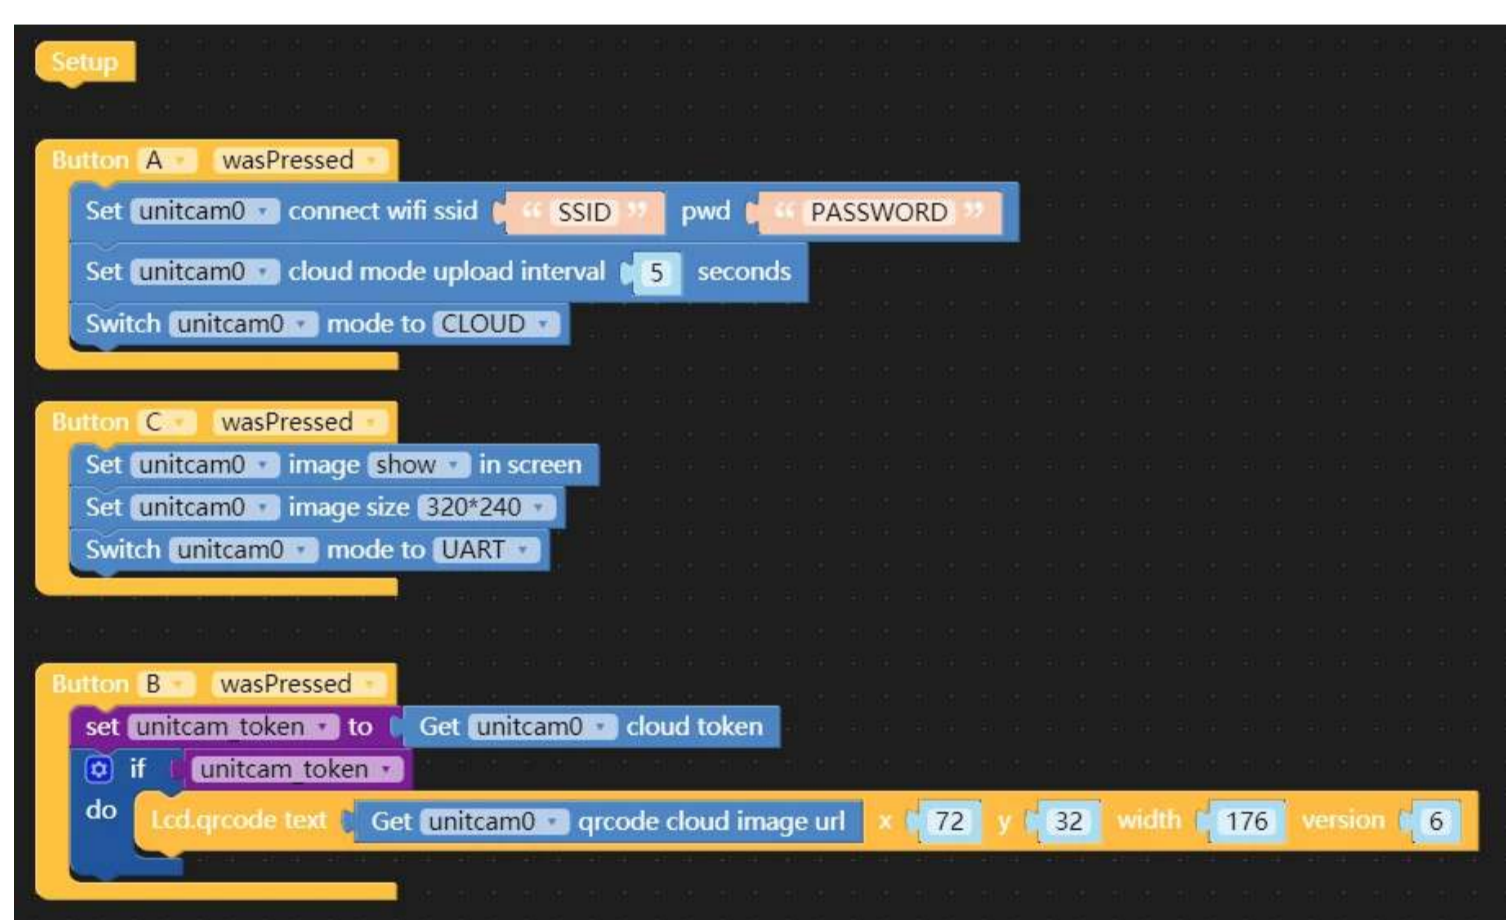 Setup
Button A wasPressed
Set unitcam0 connect wifi ssid “ SSID ” pwd “ PASSWORD ”
Set unitcam0 cloud mode upload interval 5 seconds
Switch unitcam0 mode to CLOUD
Button C wasPressed
Set unitcam0 image show in screen
Set unitcam0 image size 320*240
Switch unitcam0 mode to UART
Button B wasPressed
set unitcam_token to Get unitcam0 cloud token
if unitcam_token
do Lcd.qrcode text Get unitcam0 qrcode cloud image url x 72 y 32 width 176 version 6